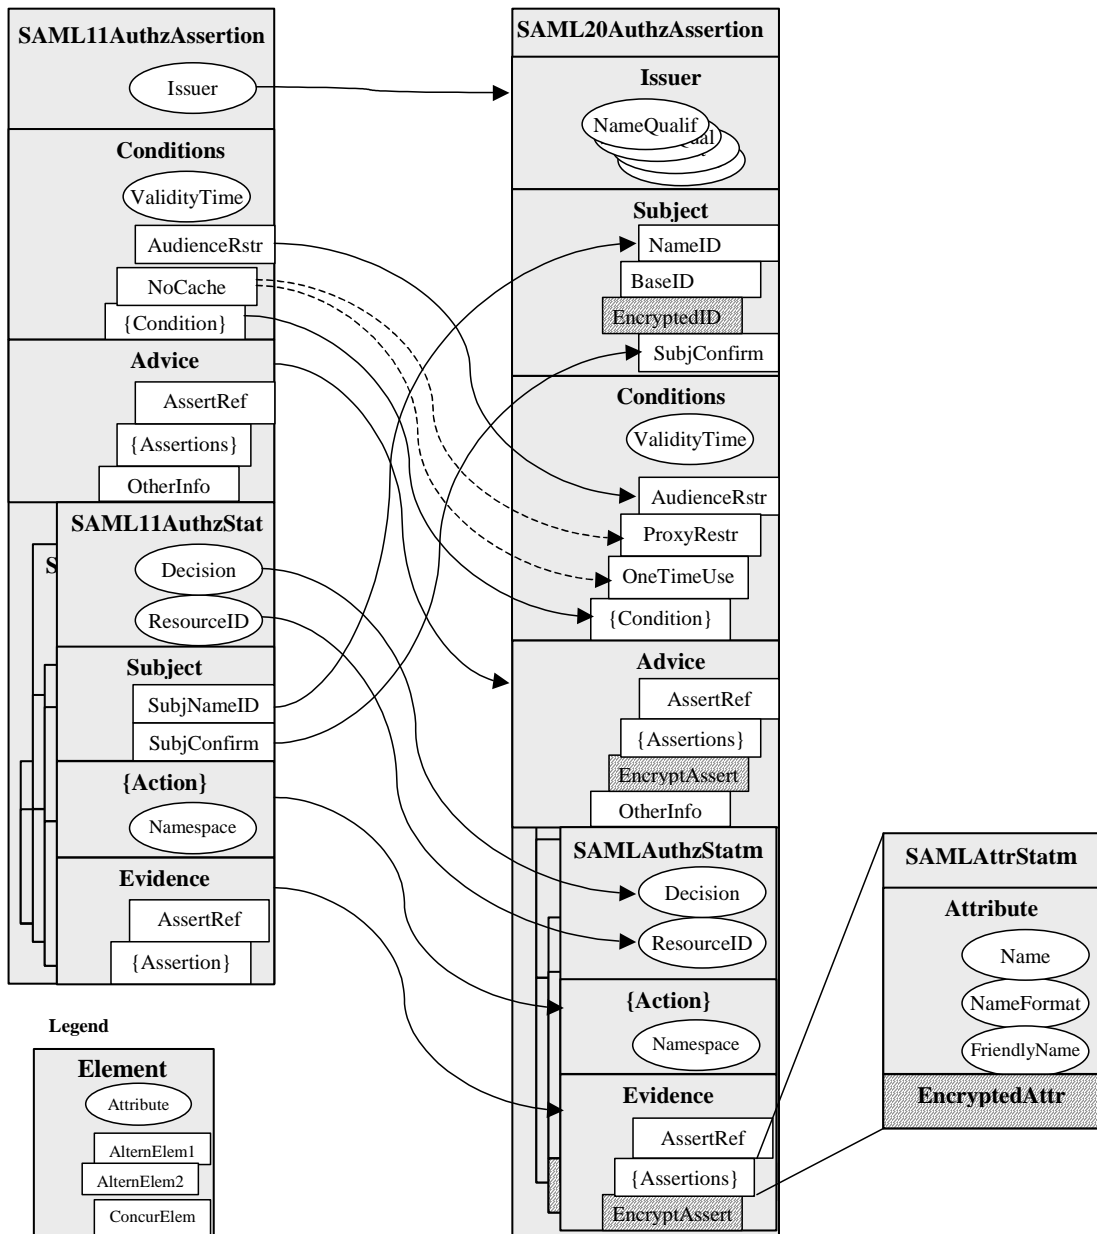 SAML11AuthzAssertion
Issuer
Conditions
ValidityTime
AudienceRstr
NoCache
{Condition}
Advice
AssertRef
{Assertions}
OtherInfo
SAML11AuthzStat
S
Decision
ResourceID
Subject
SubjNameID
SubjConfirm
{Action}
Namespace
Evidence
AssertRef
{Assertion}
Legend
Element
Attribute
AlternElem1
AlternElem2
ConcurElem
SAML20AuthzAssertion
Issuer
NameQualif
ual
Subject
NameID
BaseID
EncryptedID
SubjConfirm
Conditions
ValidityTime
AudienceRstr
ProxyRestr
OneTimeUse
{Condition}
Advice
AssertRef
{Assertions}
EncryptAssert
OtherInfo
SAMLAuthzStatm
Decision
ResourceID
{Action}
Namespace
Evidence
AssertRef
{Assertions}
EncryptAssert
SAMLAttrStatm
Attribute
Name
NameFormat
FriendlyName
EncryptedAttr